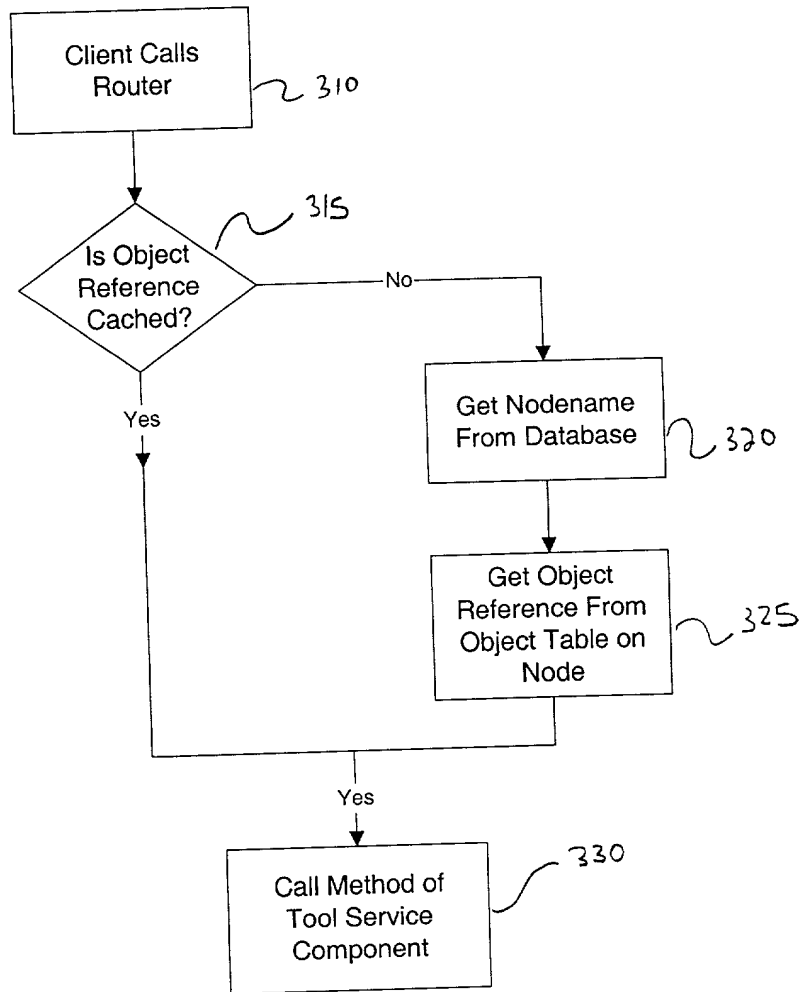 Client Calls
Router
310
315
Is Object
Reference
Cached?
No
Yes
Get Nodename
From Database
320
Get Object
Reference From
Object Table on
Node
325
Yes
330
Call Method of
Tool Service
Component